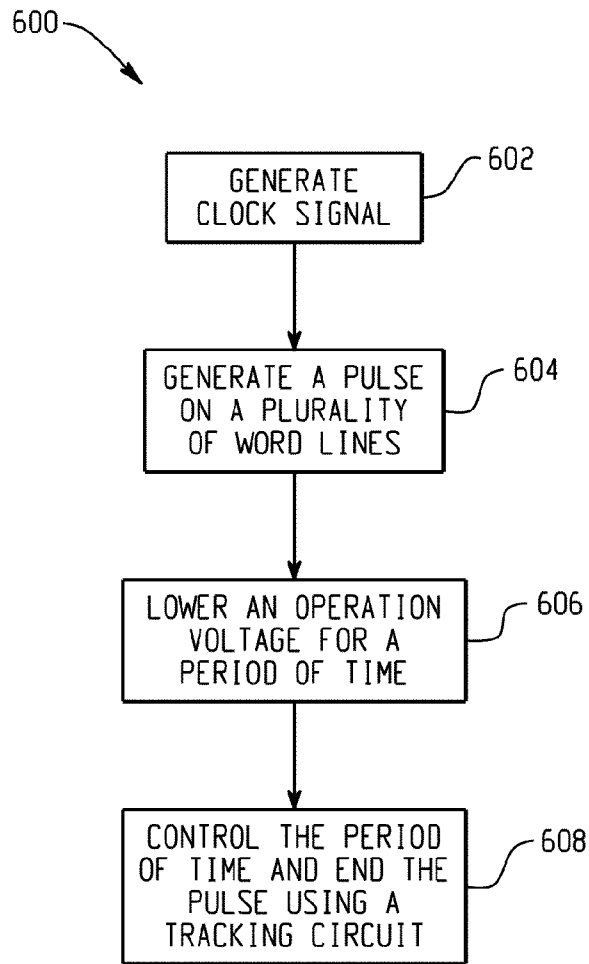 600
602
GENERATE
CLOCK SIGNAL
604
GENERATE A PULSE
ON A PLURALITY
OF WORD LINES
606
LOWER AN OPERATION
VOLTAGE FOR A
PERIOD OF TIME
608
CONTROL THE PERIOD
OF TIME AND END THE
PULSE USING A
TRACKING CIRCUIT